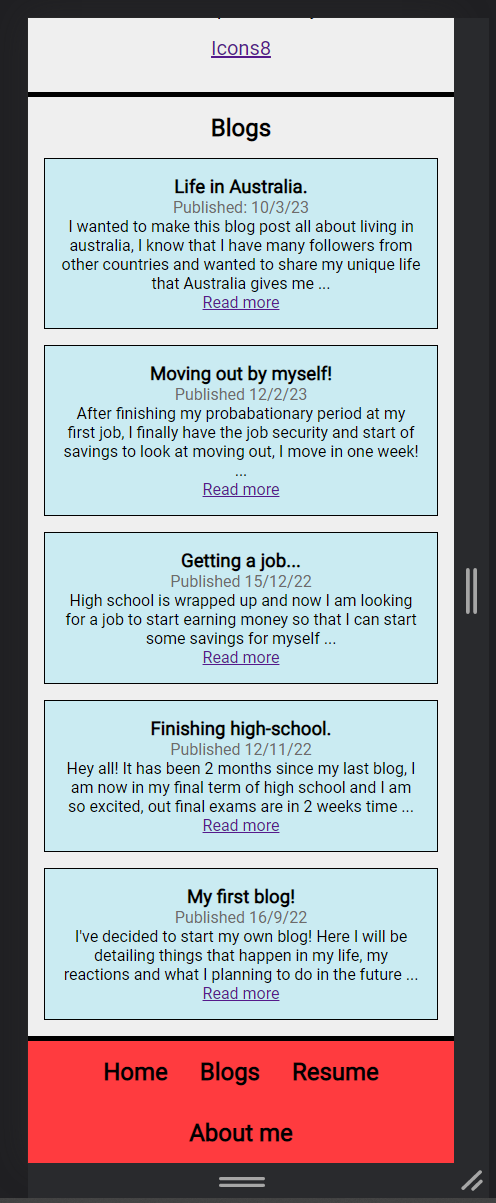 Icons8
Blogs
Life in Australia.
Published: 10/3/23
I wanted to make this blog post all about living in
australia, I know that I have many followers from
other countries and wanted to share my unique life
that Australia gives me ...
Read more
Moving out by myself!
Published 12/2/23
After finishing my probabationary period at my
first job, I finally have the job security and start of
savings to look at moving out, I move in one week!
...
Read more
Getting a job...
Published 15/12/22
High school is wrapped up and now I am looking
for a job to start earning money so that I can start
some savings for myself ...
Read more
Finishing high-school.
Published 12/11/22
Hey all! It has been 2 months since my last blog, I
am now in my final term of high school and I am
so excited, out final exams are in 2 weeks time ...
Read more
My first blog!
Published 16/9/22
I've decided to start my own blog! Here I will be
detailing things that happen in my life, my
reactions and what I planning to do in the future ...
Read more
Home Blogs Resume
About me